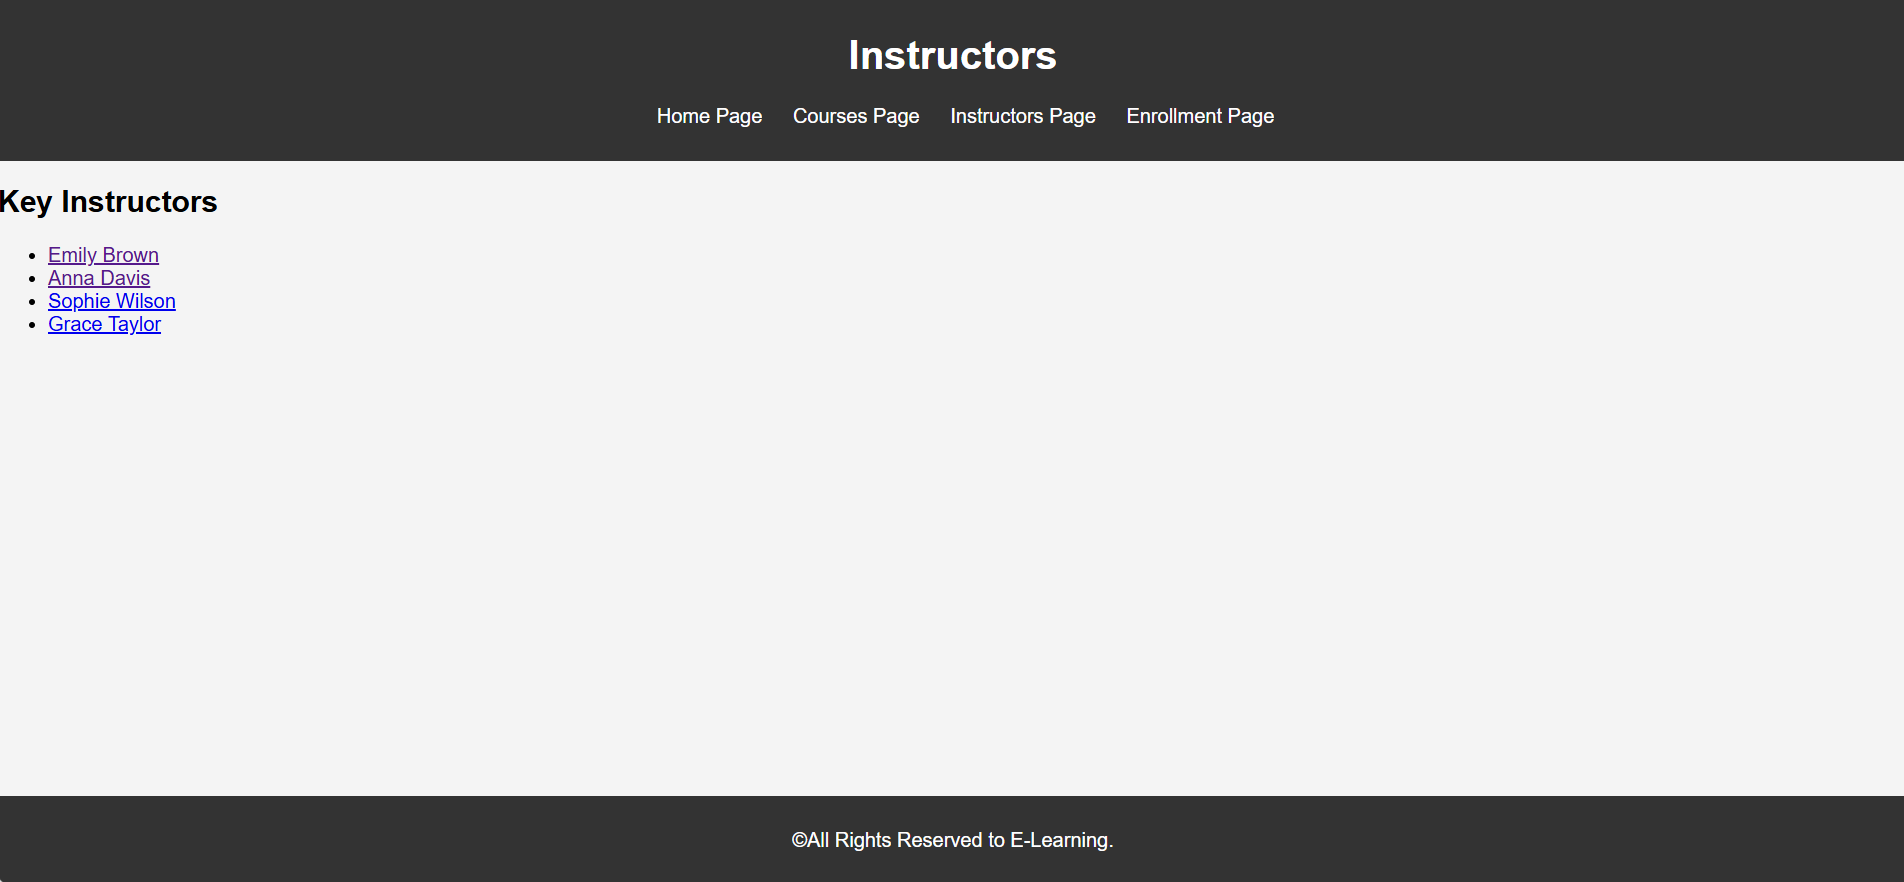 Instructors
Home Page Courses Page Instructors Page Enrollment Page
Key Instructors
Emily Brown
Anna Davis
Sophie Wilson
Grace Taylor
©All Rights Reserved to E-Learning.